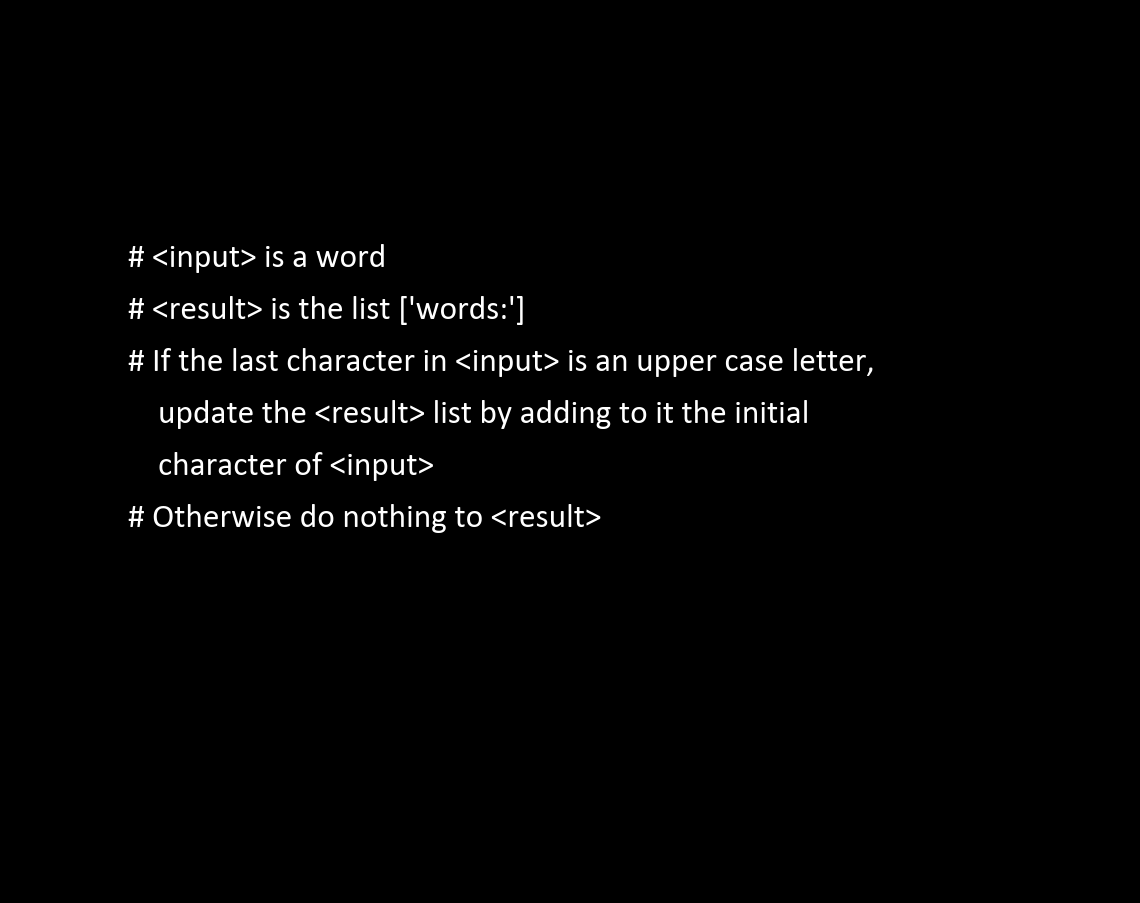 # <input> is a word
# <result> is the list ['words:']
# If the last character in <input> is an upper case letter,
update the <result> list by adding to it the initial
character of <input>
# Otherwise do nothing to <result>